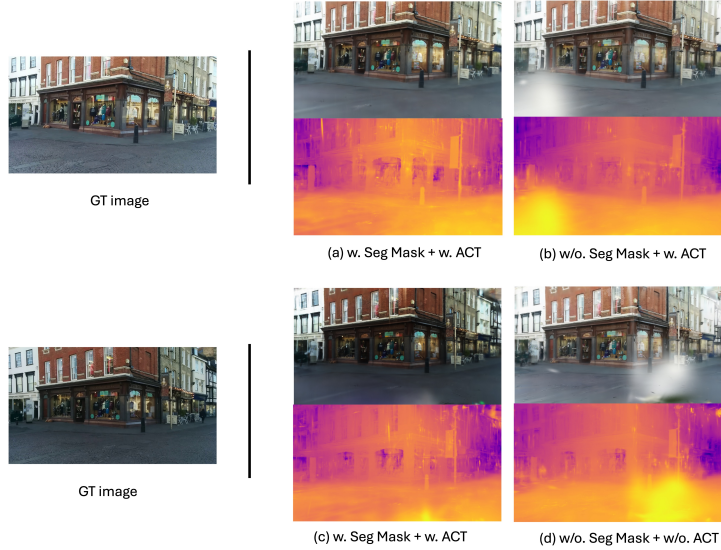 GT image
(a) w. Seg Mask + w. ACT
(b) w/o. Seg Mask + w. ACT
GT image
(c) w. Seg Mask + w. ACT
(d) w/o. Seg Mask + w/o. ACT